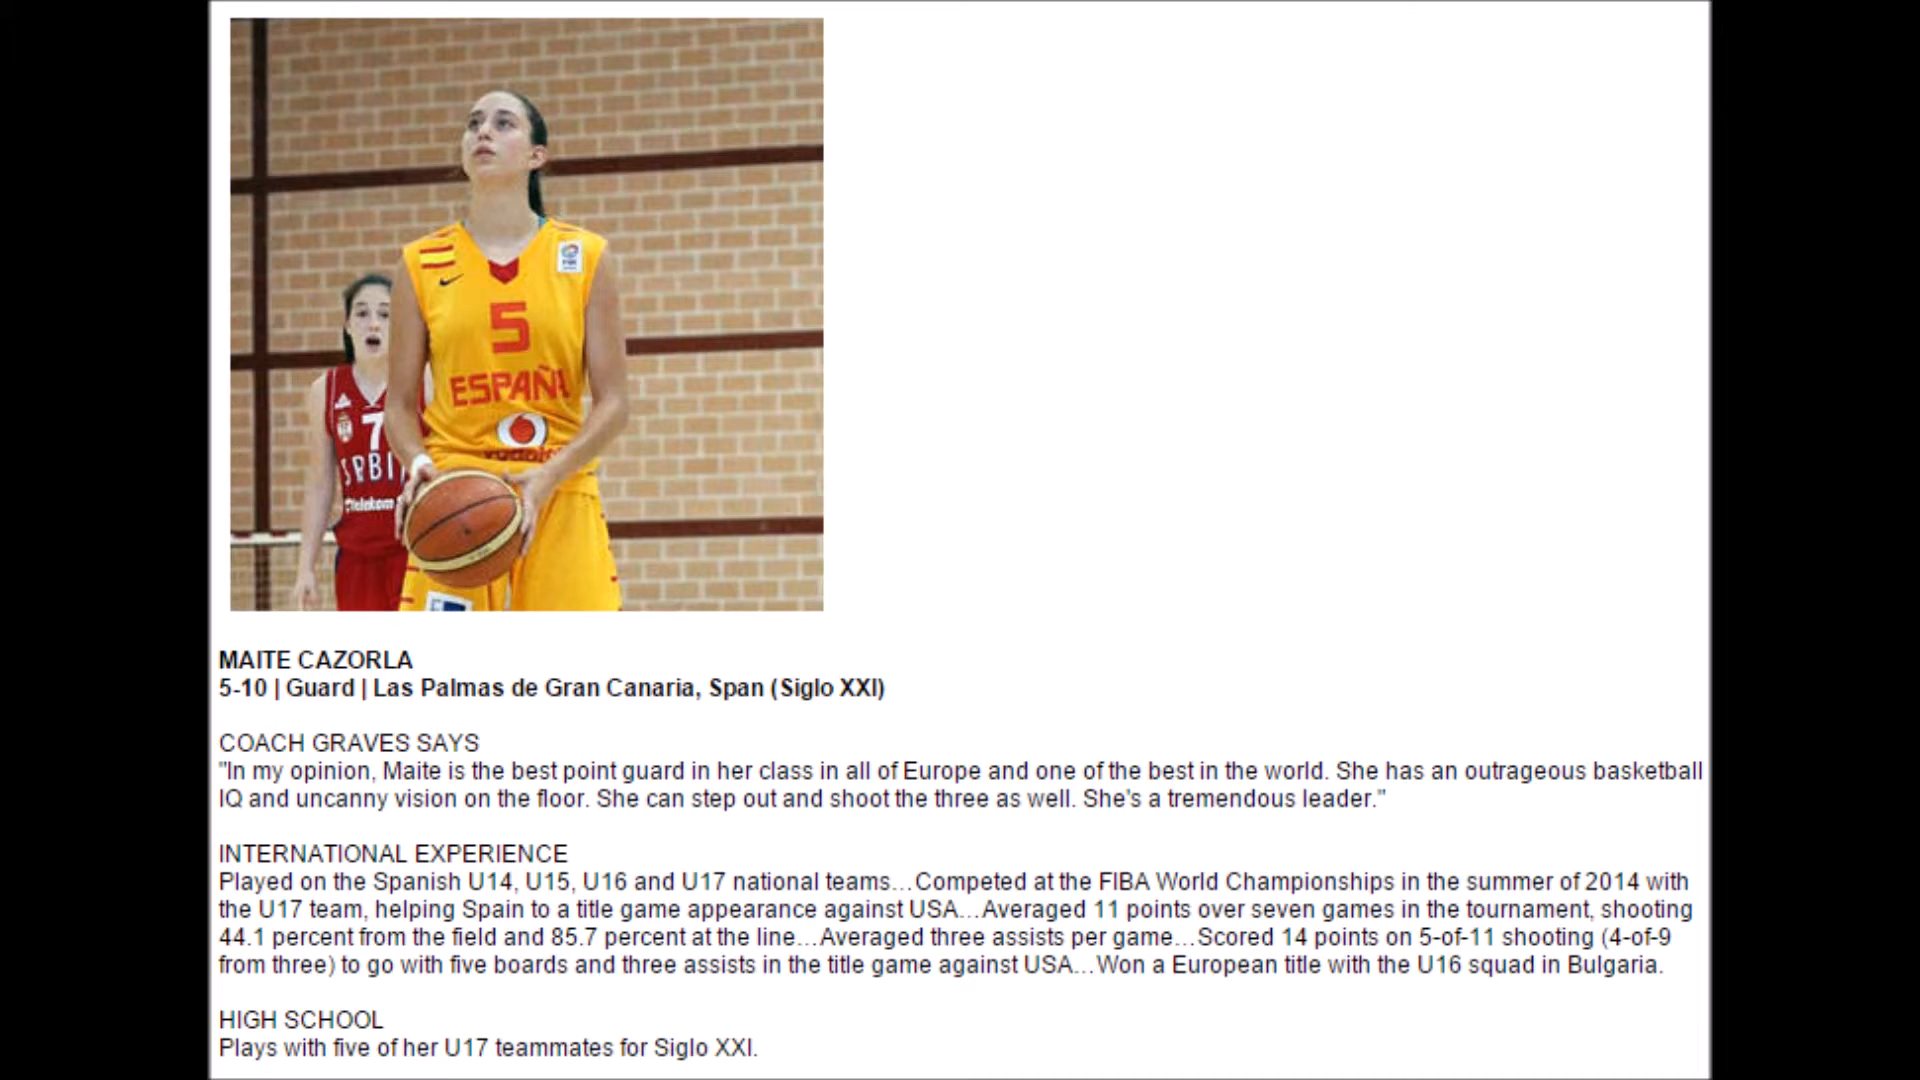 5
ESPAÑA
vodafone
7
SRBI
Telekom
MAITE CAZORLA
5-10 | Guard | Las Palmas de Gran Canaria, Span (Siglo XXI)
COACH GRAVES SAYS
"In my opinion, Maite is the best point guard in her class in all of Europe and one of the best in the world. She has an outrageous basketball
IQ and uncanny vision on the floor. She can step out and shoot the three as well. She's a tremendous leader."
INTERNATIONAL EXPERIENCE
Played on the Spanish U14, U15, U16 and U17 national teams...Competed at the FIBA World Championships in the summer of 2014 with
the U17 team, helping Spain to a title game appearance against USA...Averaged 11 points over seven games in the tournament, shooting
44.1 percent from the field and 85.7 percent at the line...Averaged three assists per game...Scored 14 points on 5-of-11 shooting (4-of-9
from three) to go with five boards and three assists in the title game against USA...Won a European title with the U16 squad in Bulgaria.
HIGH SCHOOL
Plays with five of her U17 teammates for Siglo XXI.